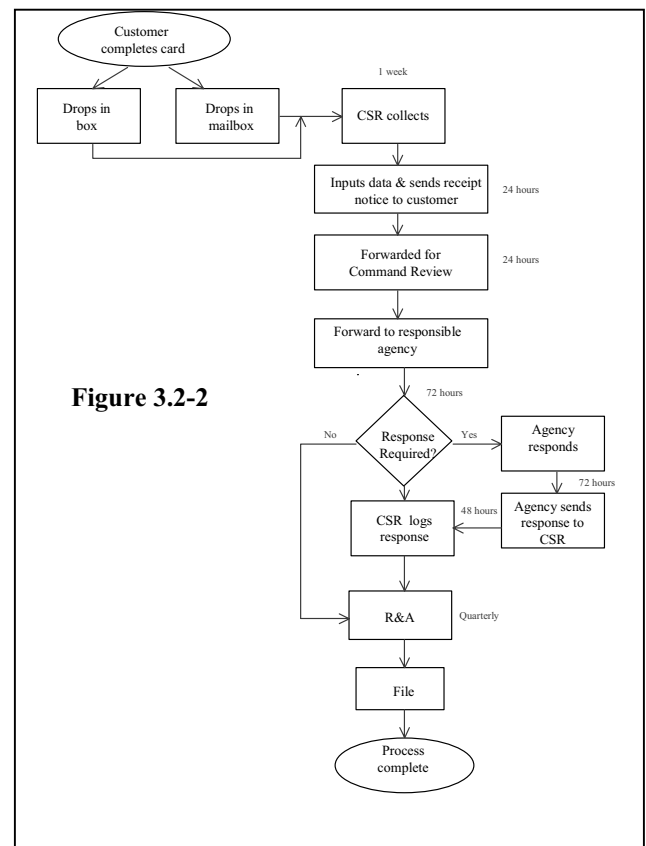 Customer
completes card
1 week
Drops in
box
Drops in
mailbox
CSR collects
Inputs data & sends receipt
notice to customer
24 hours
Forwarded for
Command Review
24 hours
Forward to responsible
agency
Figure 3.2-2
72 hours
No
Response
Required?
Yes
Agency
responds
72 hours
48 hours
Agency sends
response to
CSR
CSR logs
response
R&A
Quarterly
File
Process
complete